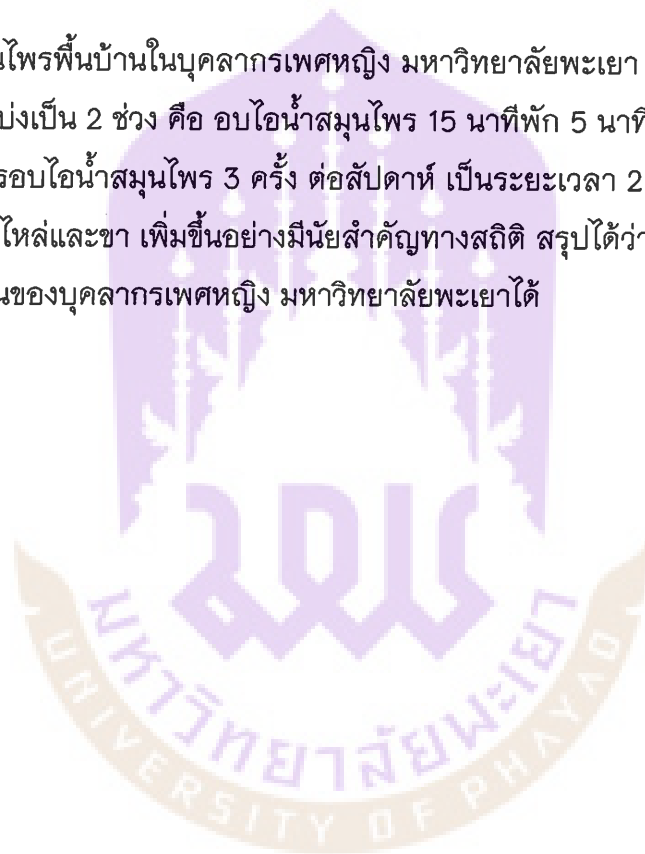 นไพรพื้นบ้านในบุคลากรเพศหญิง มหาวิทยาลัยพะเยา
บ่งเป็น 2 ช่วง คือ อบไอน้ำสมุนไพร 15 นาทีพัก 5 นาที
รอบไอน้ำสมุนไพร 3 ครั้ง ต่อสัปดาห์ เป็นระยะเวลา 2
ไหล่และขา เพิ่มขึ้นอย่างมีนัยสำคัญทางสถิติ สรุปได้ว่า
นของบุคลากรเพศหญิง มหาวิทยาลัยพะเยาได้
มหาวิทยาลัยพะเยา
UNIVERSITY OF PHAYAO